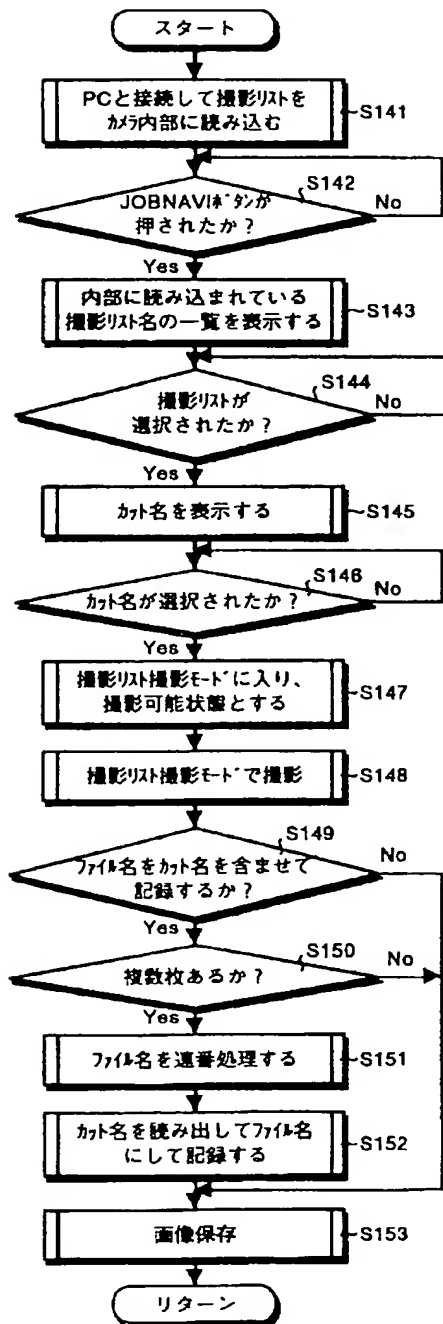 スタート
PCと接続して撮影リストを
カメラ内部に読み込む
S141
S142
JOBNAVIボタンが
押されたか？
No
Yes
内部に読み込まれている
撮影リスト名の一覧を表示する
S143
S144
撮影リストが
選択されたか？
No
Yes
カット名を表示する
S145
S146
カット名が選択されたか？
No
Yes
撮影リスト撮影モードに入り、
撮影可能状態とする
S147
撮影リスト撮影モードで撮影
S148
S149
ファイル名をカット名を含ませて
記録するか？
No
Yes
S150
複数枚あるか？
No
Yes
ファイル名を連番処理する
S151
カット名を読み出してファイル名
にして記録する
S152
画像保存
S153
リターン